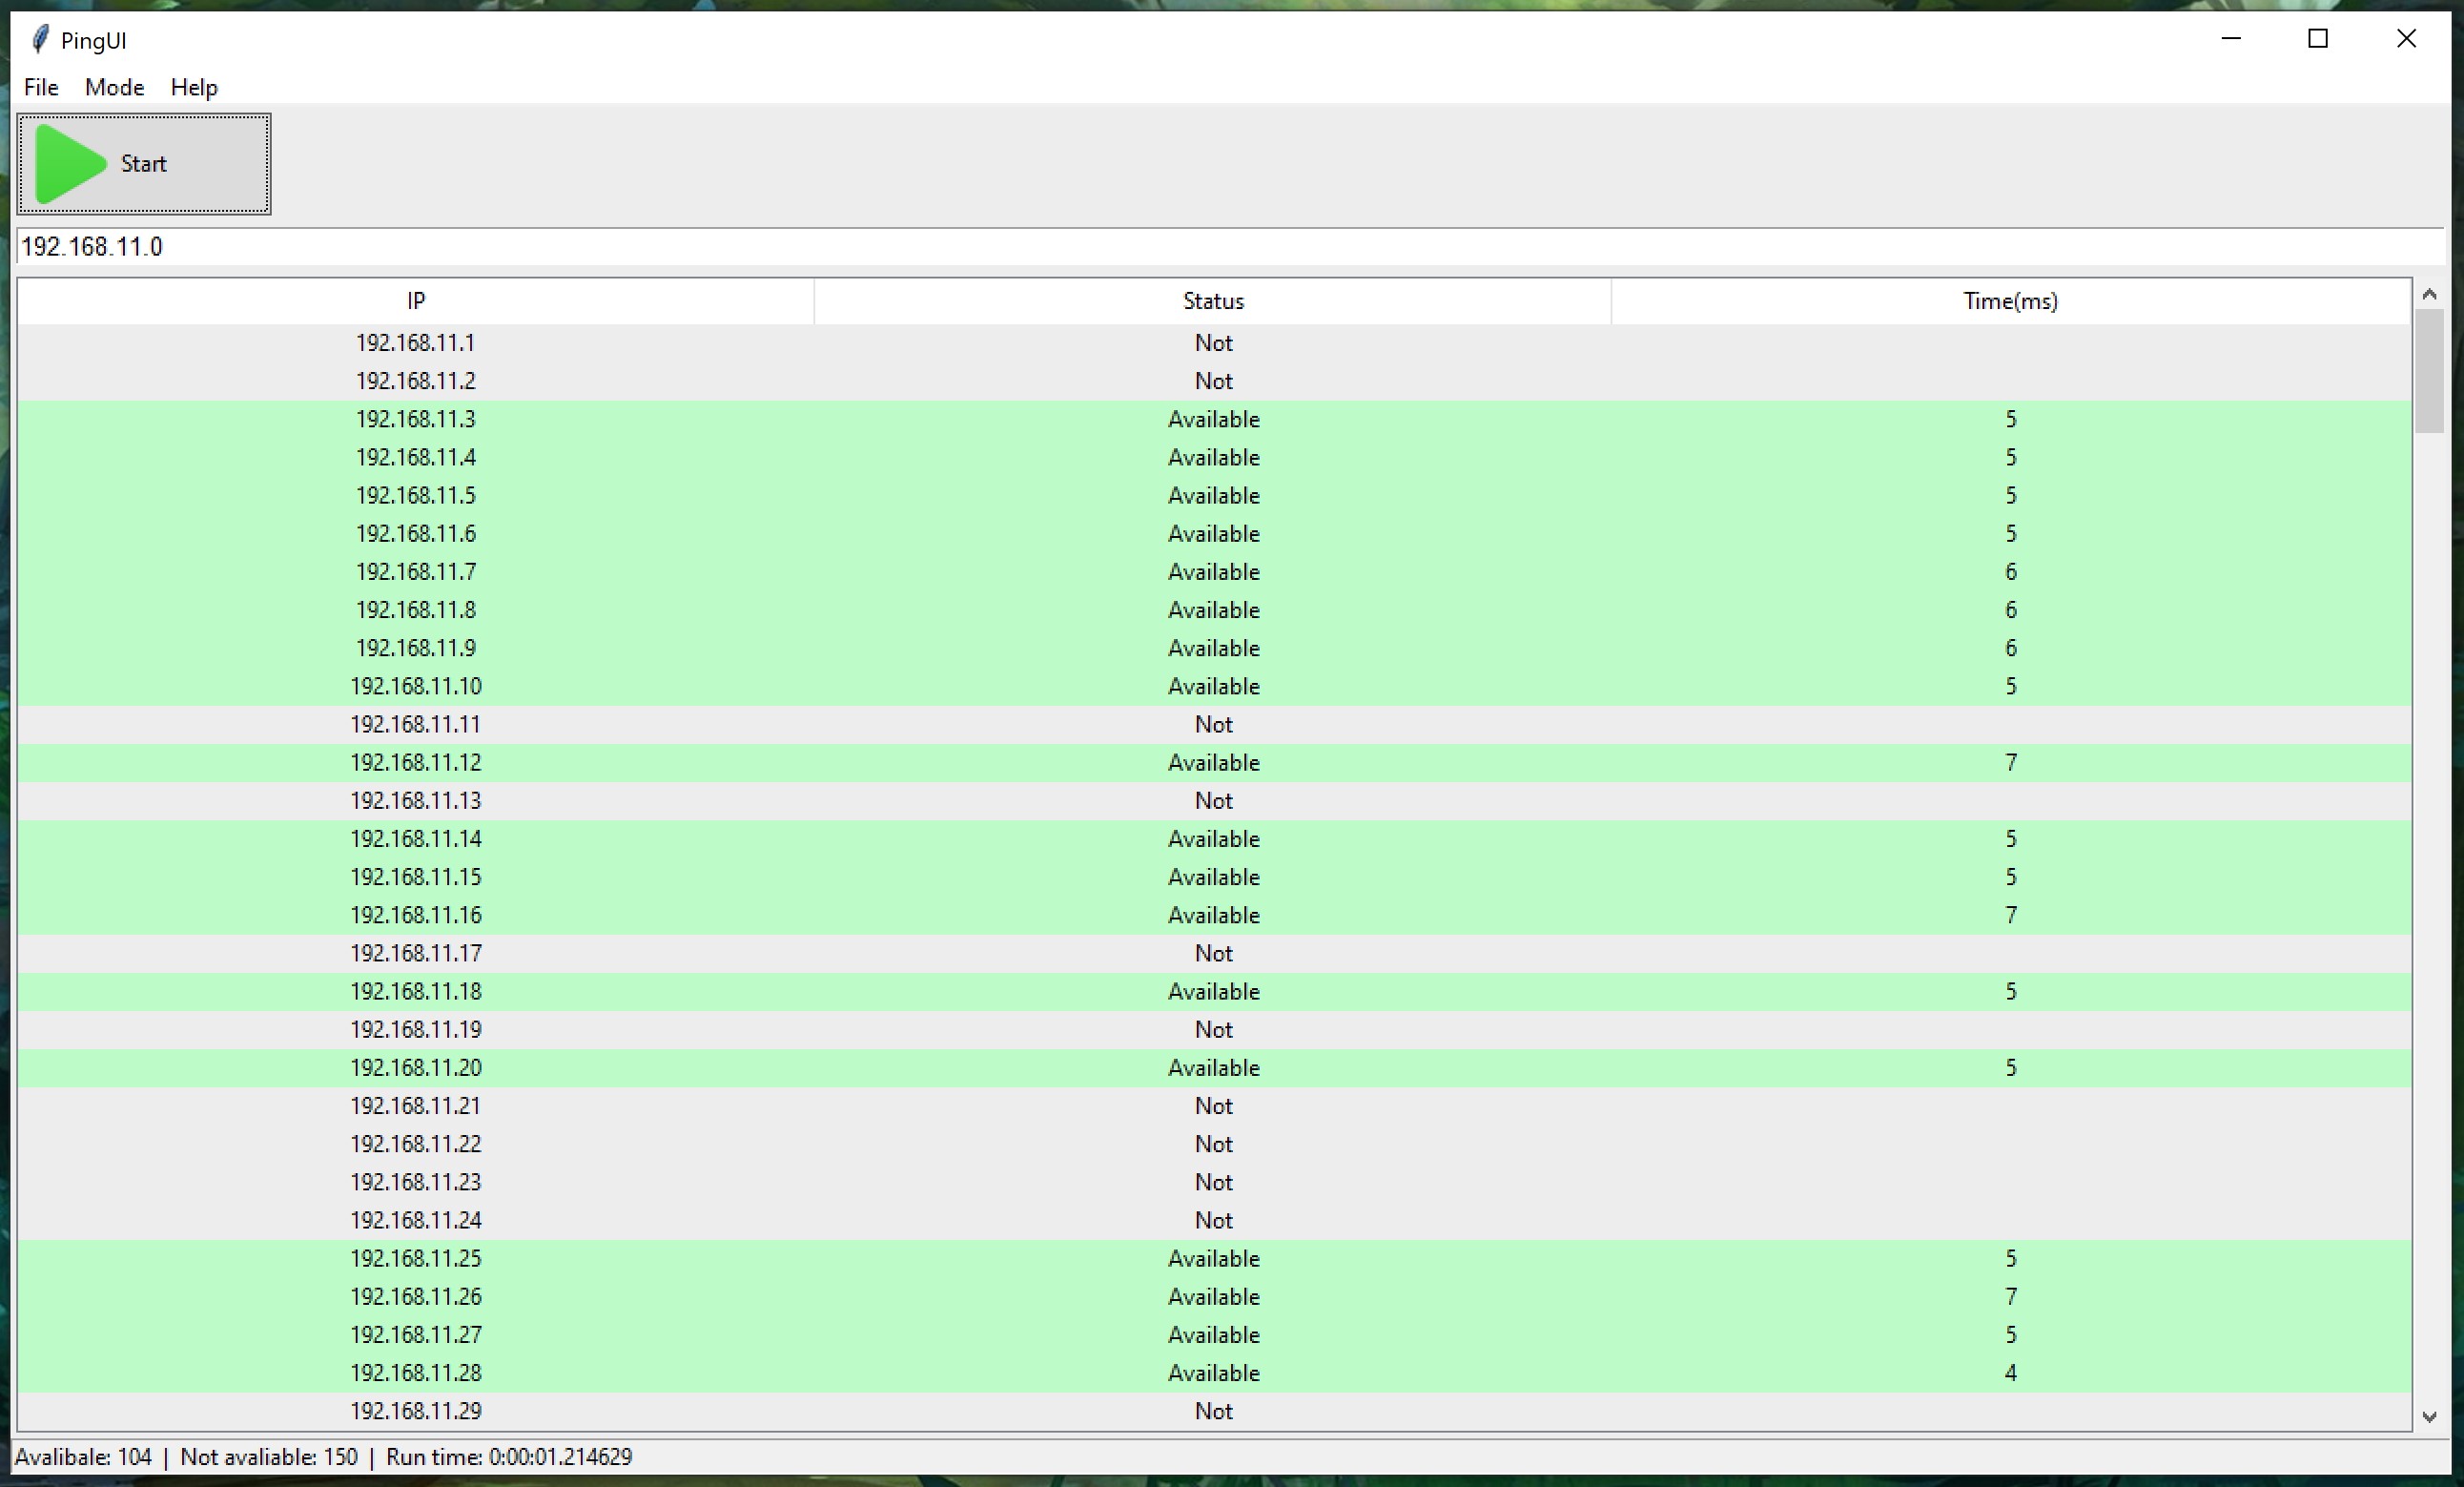 PingUI
File Mode Help
Start
192.168.11.0
IP Status Time(ms)
192.168.11.1 Not
192.168.11.2 Not
192.168.11.3 Available 5
192.168.11.4 Available 5
192.168.11.5 Available 5
192.168.11.6 Available 5
192.168.11.7 Available 6
192.168.11.8 Available 6
192.168.11.9 Available 6
192.168.11.10 Available 5
192.168.11.11 Not
192.168.11.12 Available 7
192.168.11.13 Not
192.168.11.14 Available 5
192.168.11.15 Available 5
192.168.11.16 Available 7
192.168.11.17 Not
192.168.11.18 Available 5
192.168.11.19 Not
192.168.11.20 Available 5
192.168.11.21 Not
192.168.11.22 Not
192.168.11.23 Not
192.168.11.24 Not
192.168.11.25 Available 5
192.168.11.26 Available 7
192.168.11.27 Available 5
192.168.11.28 Available 4
192.168.11.29 Not
Avalibale: 104 | Not avaliable: 150 | Run time: 0:00:01.214629